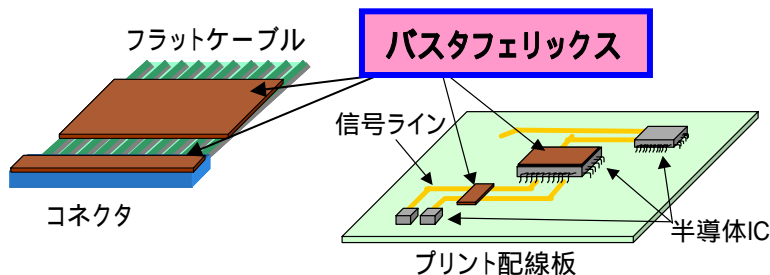 フラットケーブル
バスタフェリックス
信号ライン
コネクタ
半導体IC
プリント配線板